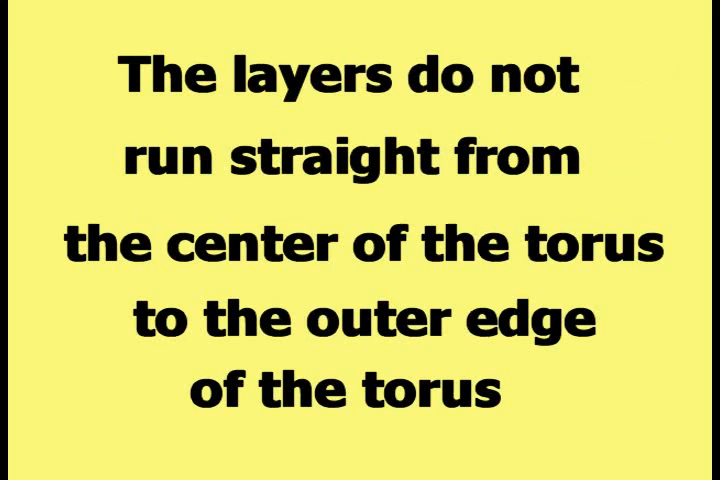 The layers do not
run straight from
the center of the torus
to the outer edge
of the torus